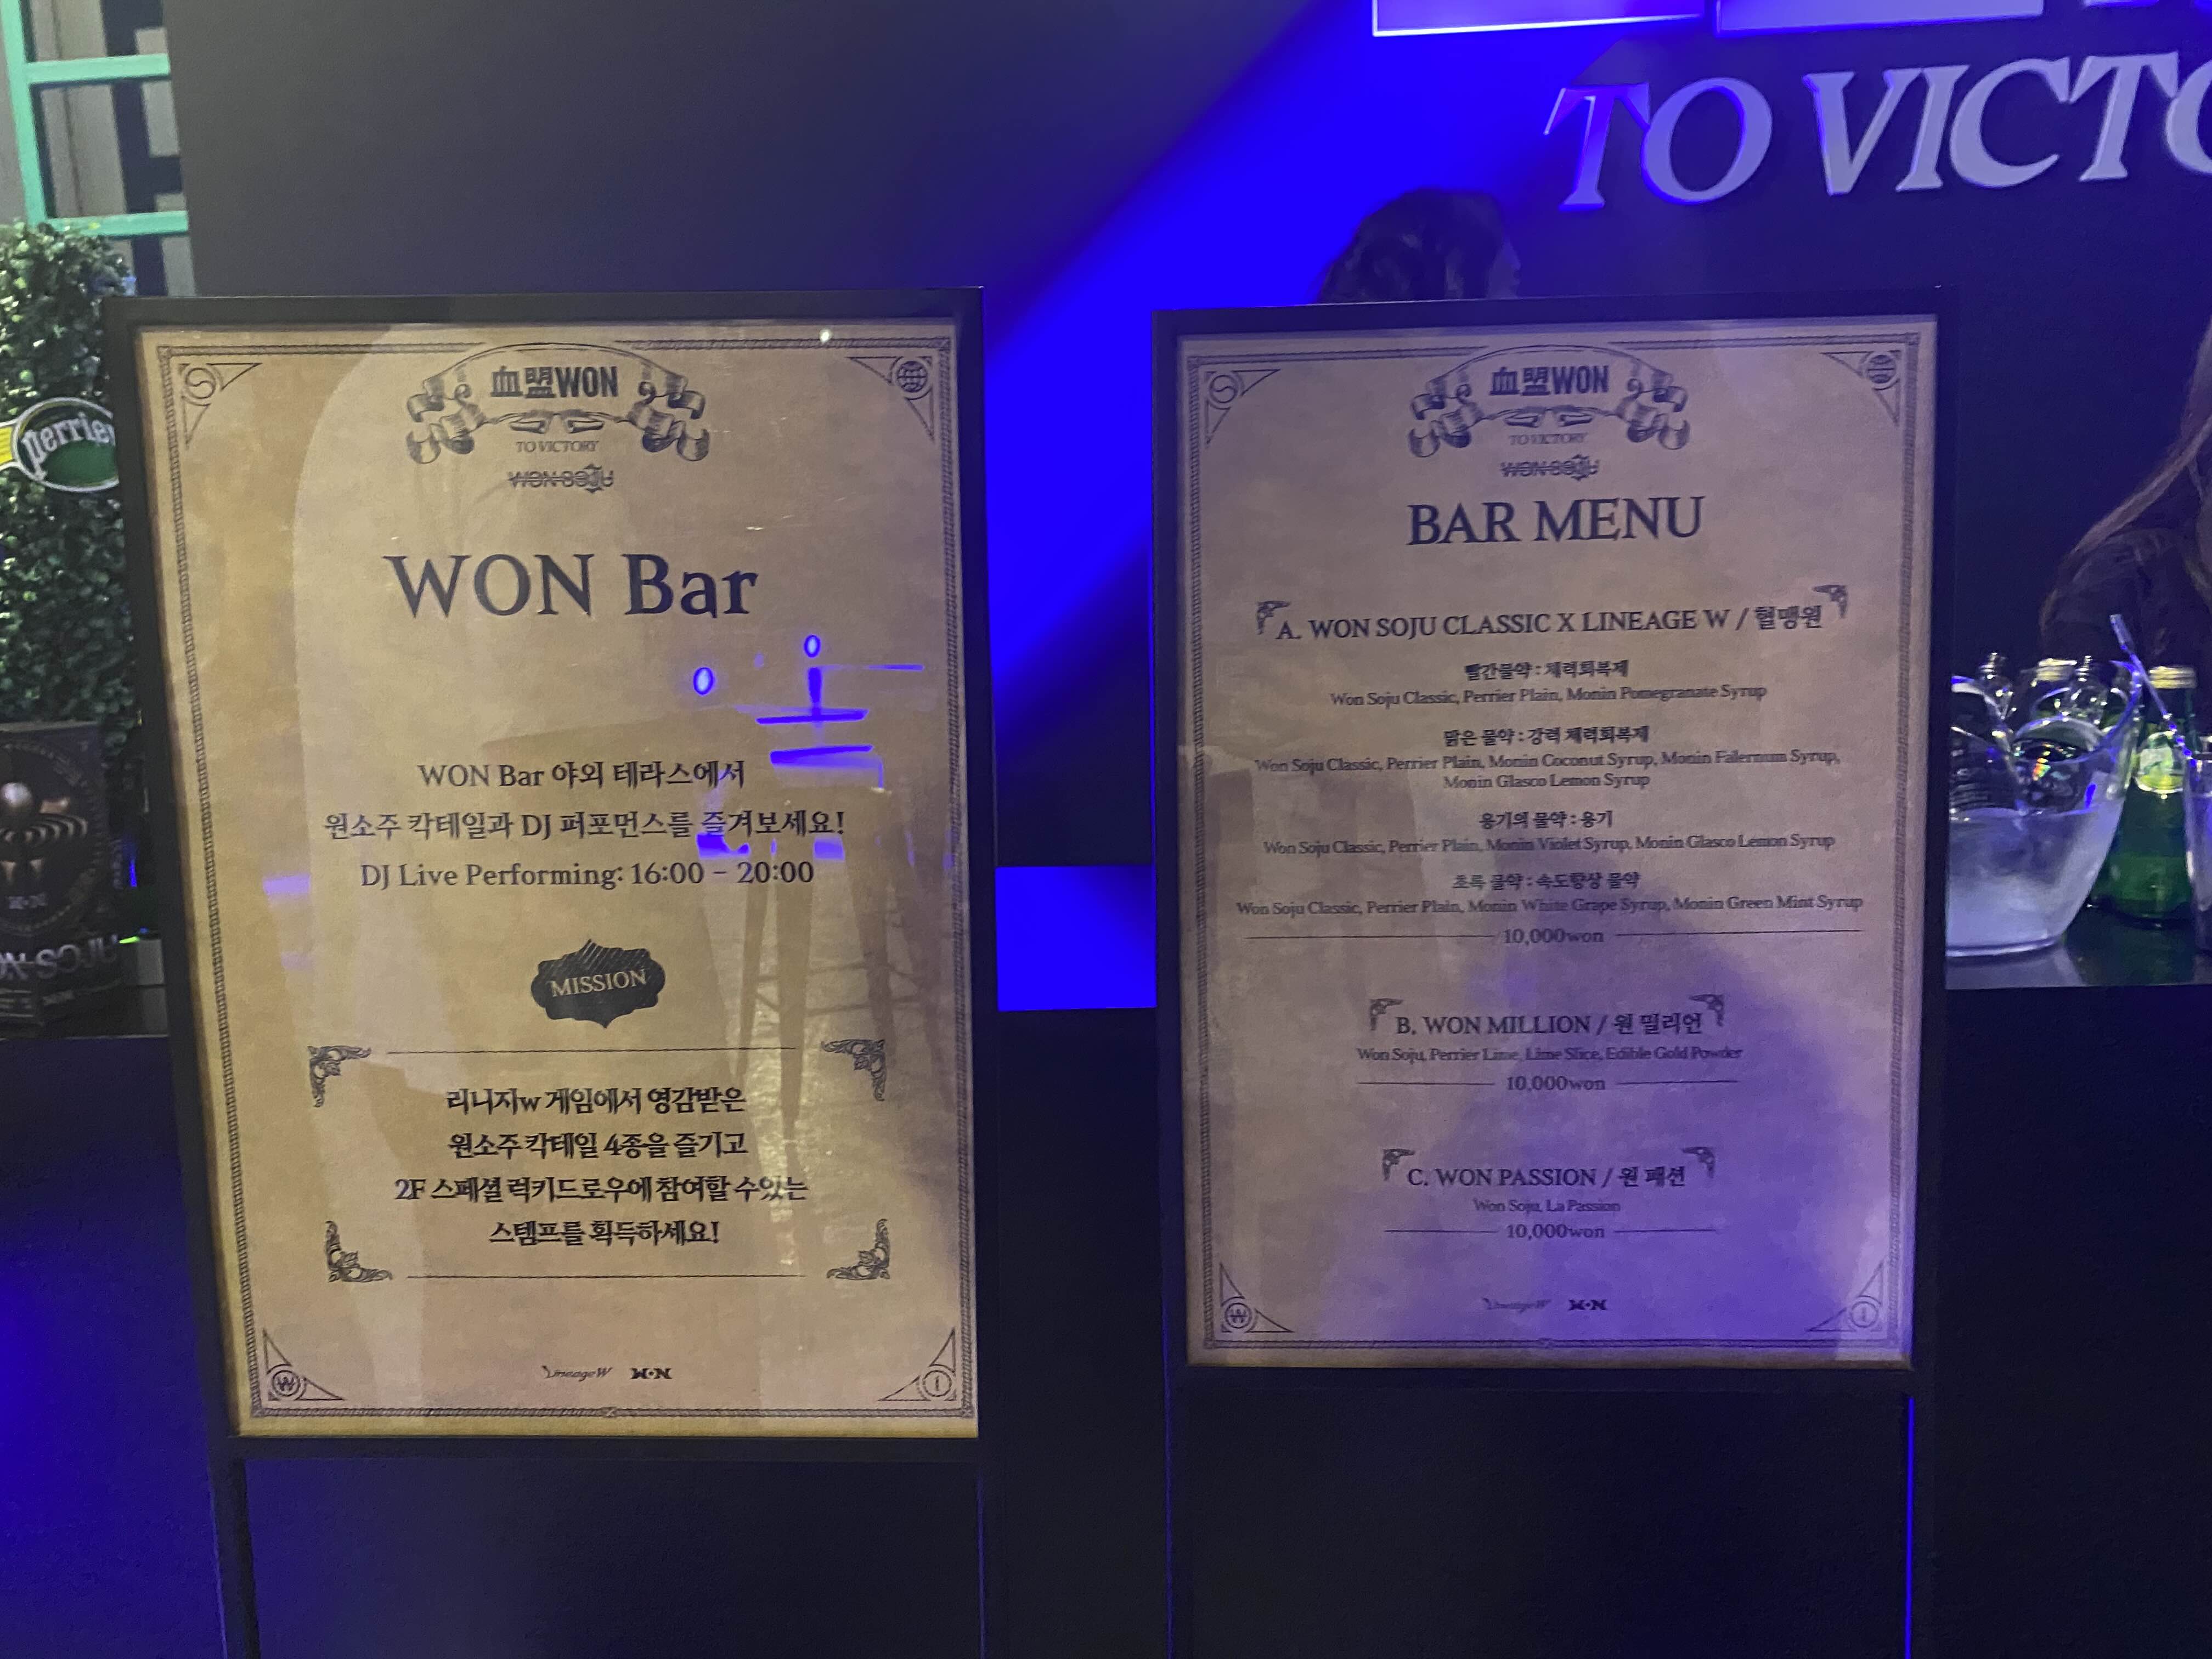 TO VICTO
perrier
血盟WON
TO VICTORY
WON SOJU
WON Bar
WON Bar 야외 테라스에서
원소주 칵테일과 DJ 퍼포먼스를 즐겨보세요!
DJ Live Performing: 16:00 - 20:00
MISSION
리니지w 게임에서 영감받은
원소주 칵테일 4종을 즐기고
2F 스페셜 럭키드로우에 참여할 수있는
스템프를 획득하세요!
Lineage W WON
血盟WON
TO VICTORY
WON SOJU
BAR MENU
A. WON SOJU CLASSIC X LINEAGE W / 혈맹원
빨간물약 : 체력회복제
Won Soju Classic, Perrier Plain, Monin Pomegranate Syrup
맑은 물약 : 강력 체력회복제
Won Soju Classic, Perrier Plain, Monin Coconut Syrup, Monin Falernum Syrup,
Monin Glasco Lemon Syrup
용기의 물약 : 용기
Won Soju Classic, Perrier Plain, Monin Violet Syrup, Monin Glasco Lemon Syrup
초록 물약 : 속도향상 물약
Won Soju Classic, Perrier Plain, Monin White Grape Syrup, Monin Green Mint Syrup
10,000won
B. WON MILLION / 원 밀리언
Won Soju, Perrier Lime, Lime Slice, Edible Gold Powder
10,000won
C. WON PASSION / 원 패션
Won Soju, La Passion
10,000won
Lineage W WON